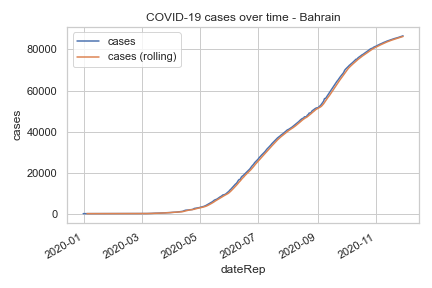 COVID-19 cases over time - Bahrain
cases
cases (rolling)
80000
60000
40000
20000
0
cases
2020-01
2020-03
2020-05
2020-07
2020-09
2020-11
dateRep